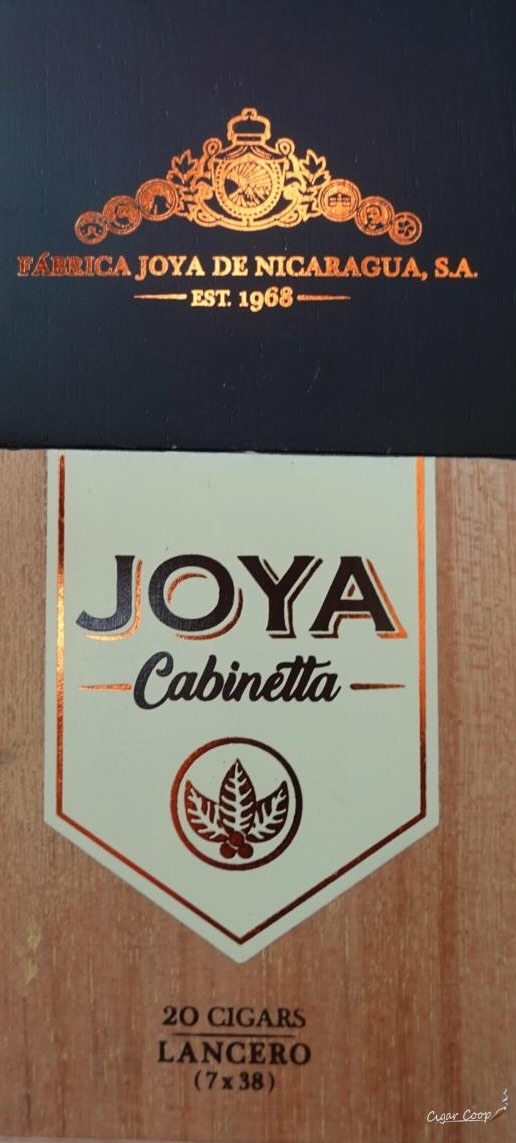 FÁBRICA JOYA DE NICARAGUA, S.A.
EST. 1968
JOYA
Cabinetta
20 CIGARS
LANCERO
(7 x 38)
Cigar Coop